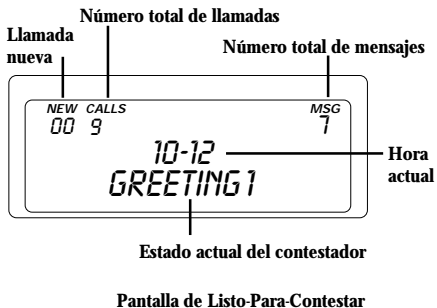 Número total de llamadas
Llamada
nueva
Número total de mensajes
NEW CALLS MSG
00 9 7
10-12
Hora
actual
GREETING1
Estado actual del contestador
Pantalla de Listo-Para-Contestar